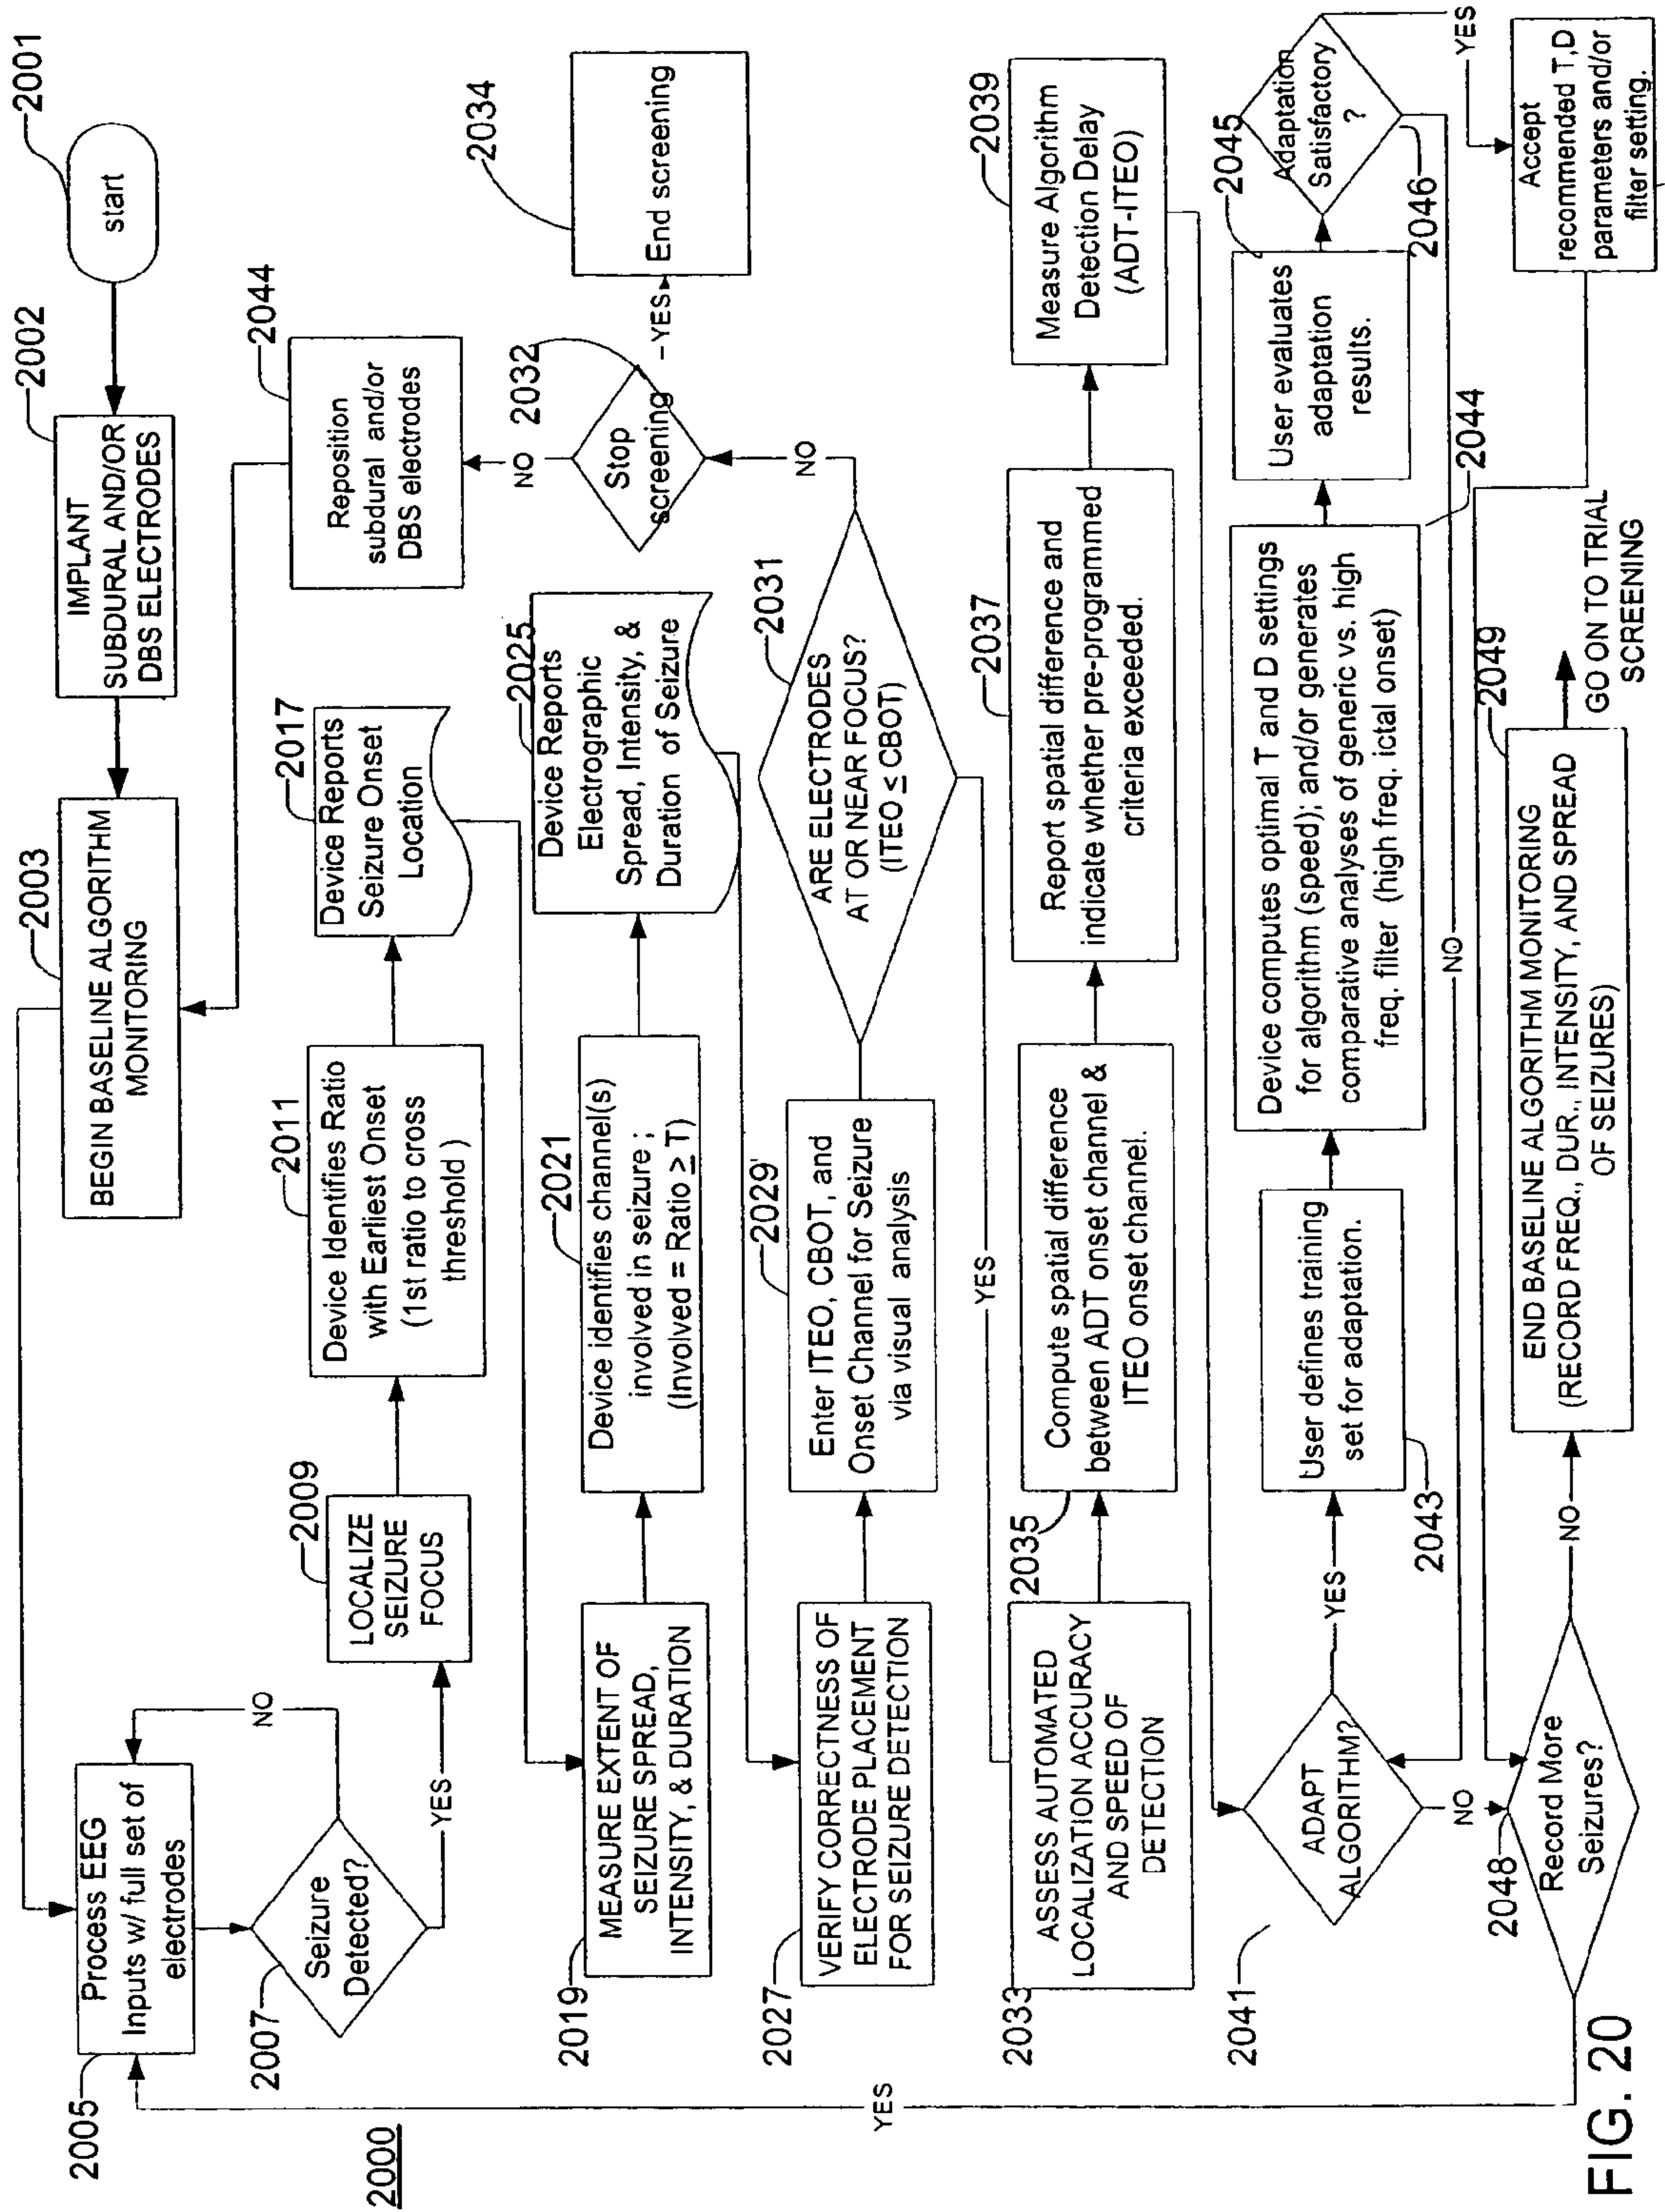 2001
start
2002
IMPLANT
SUBDURAL AND/OR
DBS ELECTRODES
2003
BEGIN BASELINE ALGORITHM
MONITORING
2005
Process EEG
Inputs w/ full set of
electrodes
2007
Seizure
Detected?
NO
YES
2009
LOCALIZE
SEIZURE
FOCUS
2011
Device Identifies Ratio
with Earliest Onset
(1st ratio to cross
threshold )
2017
Device Reports
Seizure Onset
Location
2044
Reposition
subdural and/or
DBS electrodes
2019
MEASURE EXTENT OF
SEIZURE SPREAD,
INTENSITY, & DURATION
2021
Device identifies channel(s)
involved in seizure ;
(Involved = Ratio ≥ T)
2025
Device Reports
Electrographic
Spread, Intensity, &
Duration of Seizure
NO
2032
Stop
screening
YES
2034
End screening
2027
VERIFY CORRECTNESS OF
ELECTRODE PLACEMENT
FOR SEIZURE DETECTION
2029
Enter ITEO, CBOT, and
Onset Channel for Seizure
via visual analysis
2031
ARE ELECTRODES
AT OR NEAR FOCUS?
(ITEO ≤ CBOT)
NO
YES
2033
ASSESS AUTOMATED
LOCALIZATION ACCURACY
AND SPEED OF
DETECTION
2035
Compute spatial difference
between ADT onset channel &
ITEO onset channel.
2037
Report spatial difference and
indicate whether pre-programmed
criteria exceeded.
2039
Measure Algorithm
Detection Delay
(ADT-ITEO)
2041
ADAPT
ALGORITHM?
YES
NO
2043
User defines training
set for adaptation.
2044
Device computes optimal T and D settings
for algorithm (speed); and/or generates
comparative analyses of generic vs. high
freq. filter (high freq. ictal onset)
2045
User evaluates
adaptation
results.
2046
Adaptation
Satisfactory
?
YES
NO
Accept
recommended T,D
parameters and/or
filter setting.
2048
Record More
Seizures?
YES
NO
2049
END BASELINE ALGORITHM MONITORING
(RECORD FREQ., DUR., INTENSITY, AND SPREAD
OF SEIZURES)
GO ON TO TRIAL
SCREENING
2000
FIG. 20